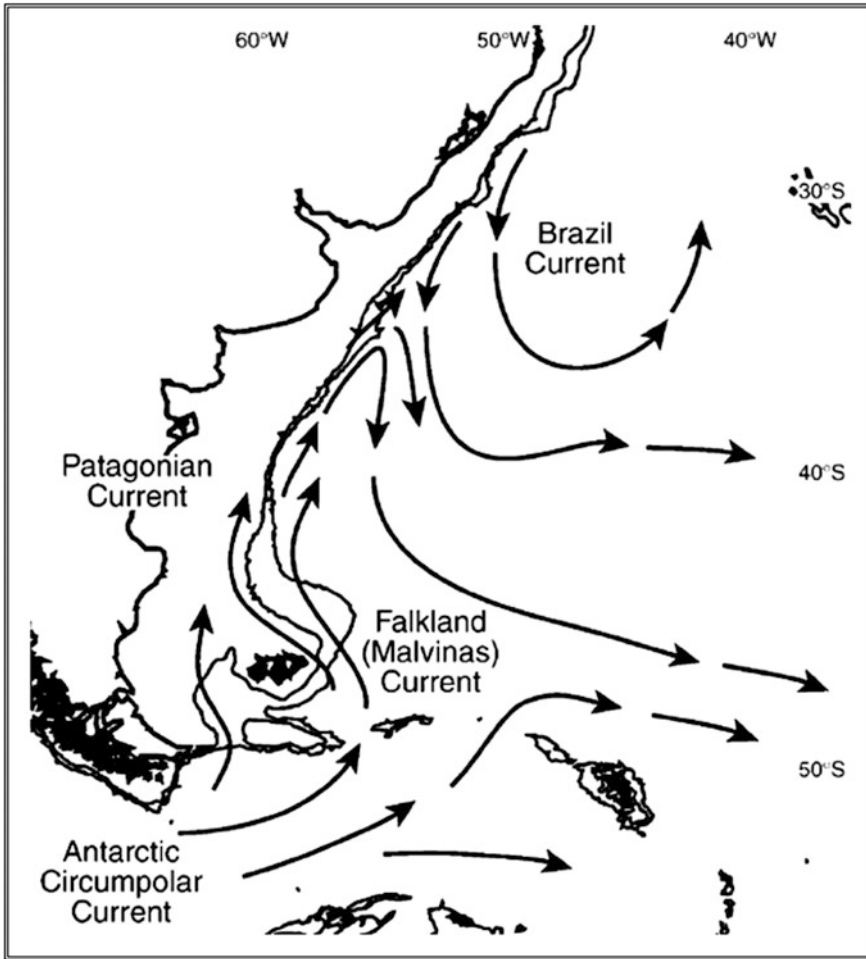 60°W
50°W
40°W
30°S
Brazil
Current
Patagonian
Current
40°S
Falkland
(Malvinas)
Current
50°S
Antarctic
Circumpolar
Current